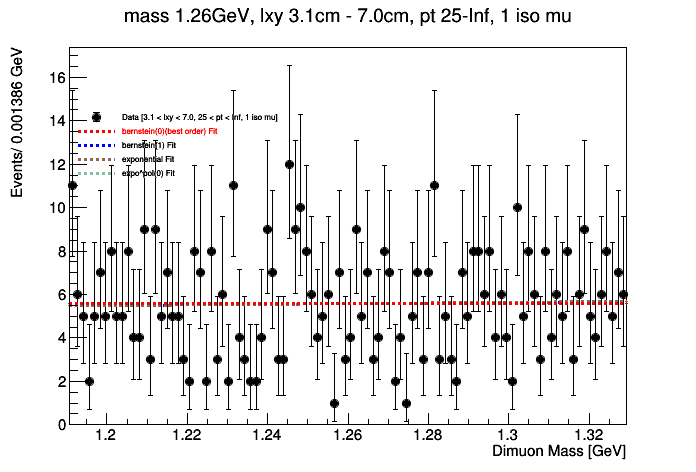 mass 1.26GeV, lxy 3.1cm - 7.0cm, pt 25-Inf, 1 iso mu
Events/ 0.001386 GeV
16
14
12
10
8
6
4
2
0
Data [3.1 < lxy < 7.0, 25 < pt < Inf, 1 iso mu]
bernstein(0)(best order) Fit
bernstein(1) Fit
exponential Fit
expo*pol(0) Fit
1.2 1.22 1.24 1.26 1.28 1.3 1.32
Dimuon Mass [GeV]